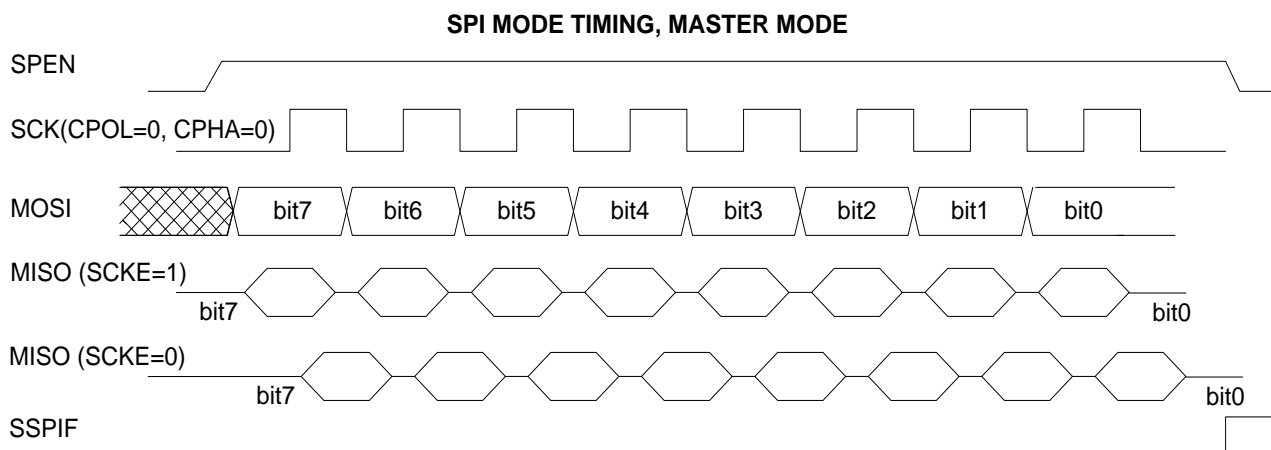 SPI MODE TIMING, MASTER MODE
SPEN
SCK(CPOL=0, CPHA=0)
MOSI bit7 bit6 bit5 bit4 bit3 bit2 bit1 bit0
MISO (SCKE=1)
bit7 bit0
MISO (SCKE=0)
bit7 bit0
SSPIF